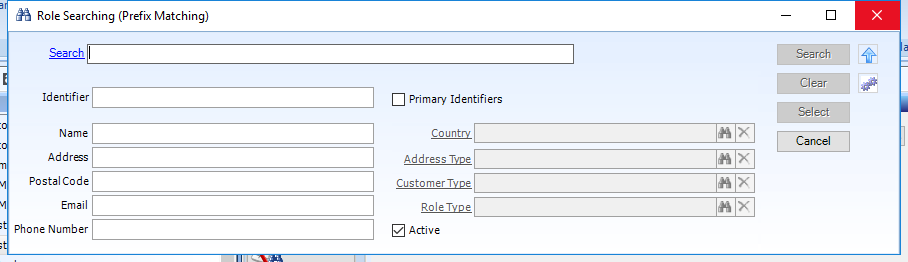 Role Searching (Prefix Matching)
Search
Search
Identifier
Primary Identifiers
Clear
Name
Country
Select
Address
Address Type
Cancel
Postal Code
Customer Type
Email
Role Type
Phone Number
Active